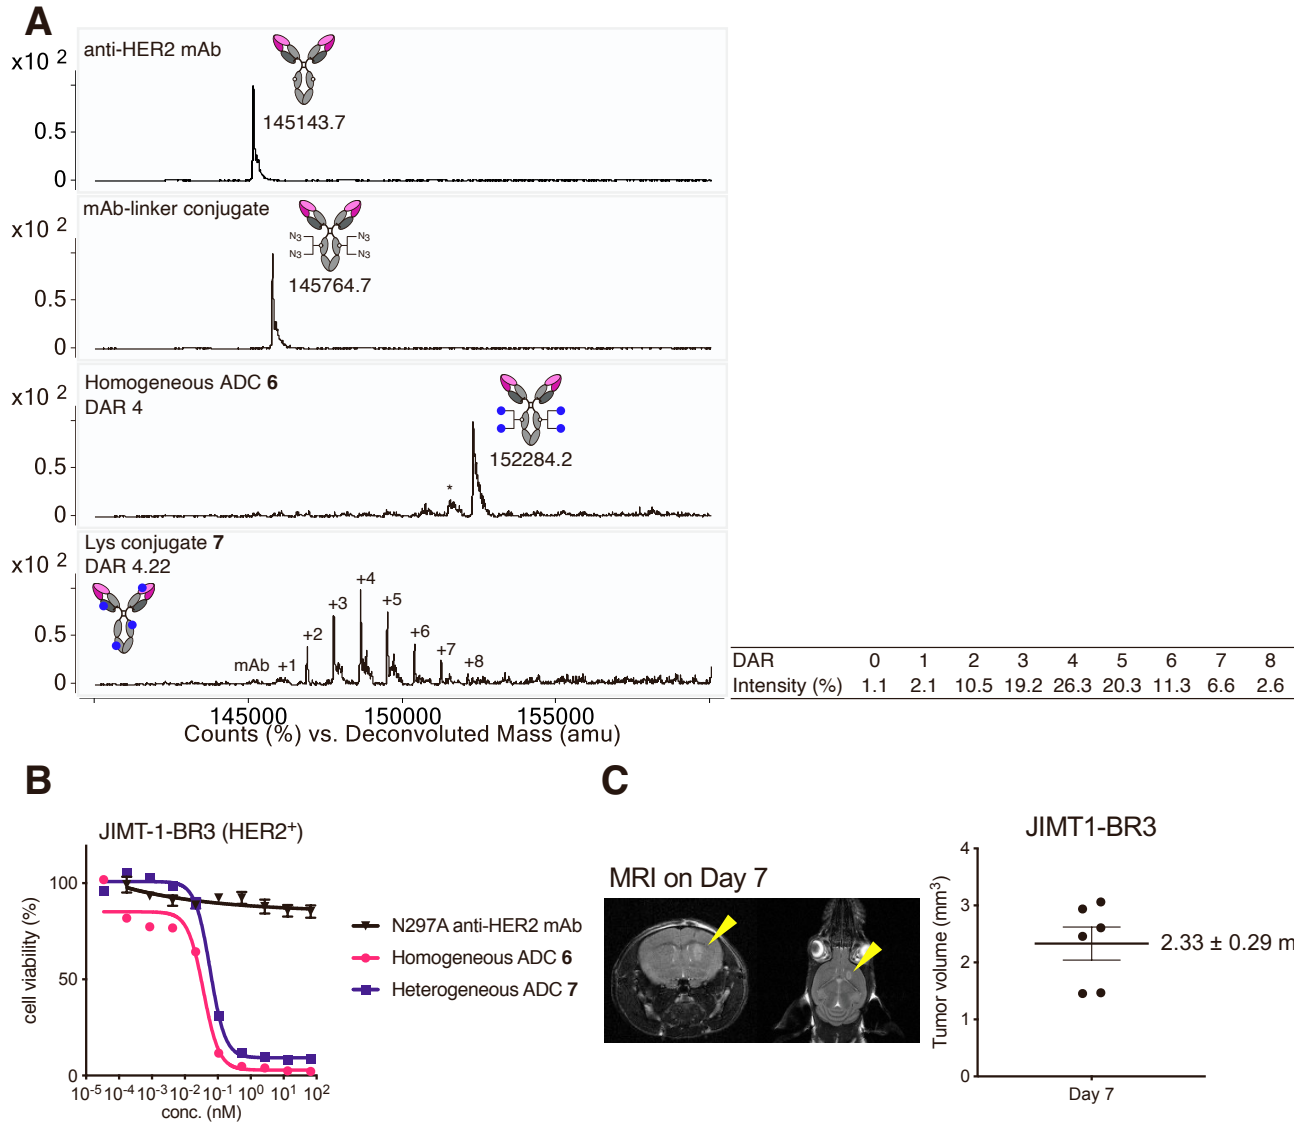 A
anti-HER2 mAb
x10 2
145143.7
0.5
0
mAb-linker conjugate
x10 2
N3 N3
N3 N3
145764.7
0.5
0
Homogeneous ADC 6
DAR 4
x10 2
152284.2
0.5
*
0
Lys conjugate 7
DAR 4.22
x10 2
+4
+3
+5
0.5
+2
+6
+7
mAb +1
+8
0
145000 150000 155000
Counts (%) vs. Deconvoluted Mass (amu)
DAR 0 1 2 3 4 5 6 7 8
Intensity (%) 1.1 2.1 10.5 19.2 26.3 20.3 11.3 6.6 2.6
B
JIMT-1-BR3 (HER2+)
100
50
0
cell viability (%)
10-5 10-4 10-3 10-2 10-1 100 101 102
conc. (nM)
N297A anti-HER2 mAb
Homogeneous ADC 6
Heterogeneous ADC 7
C
MRI on Day 7
JIMT1-BR3
4
3
2
1
0
Tumor volume (mm3)
2.33 ± 0.29 m
Day 7